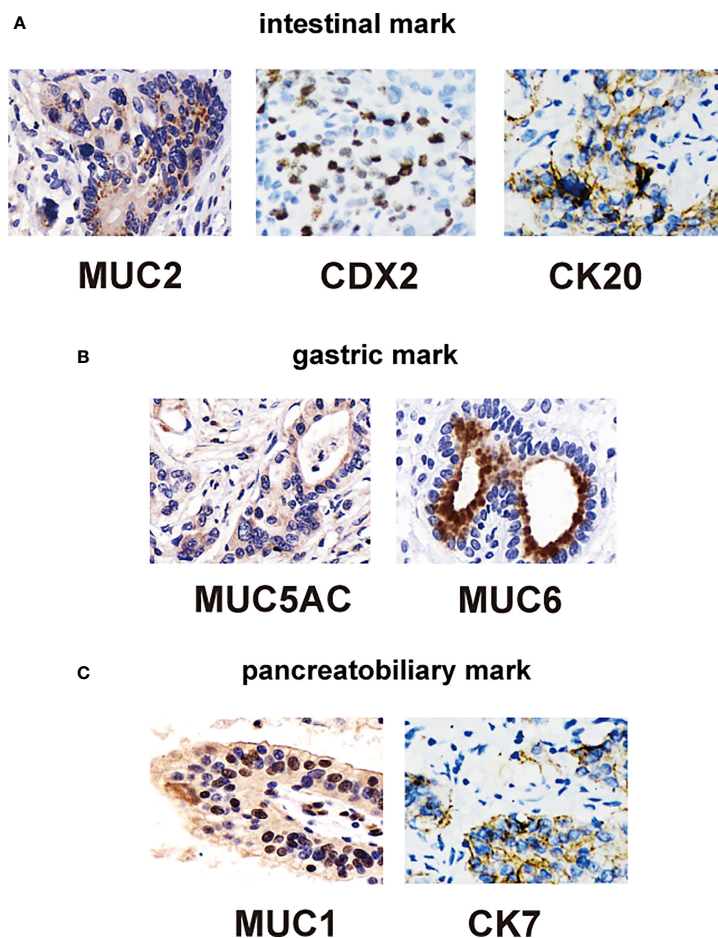 A
intestinal mark
MUC2 CDX2 CK20
B
gastric mark
MUC5AC MUC6
C
pancreatobiliary mark
MUC1 CK7